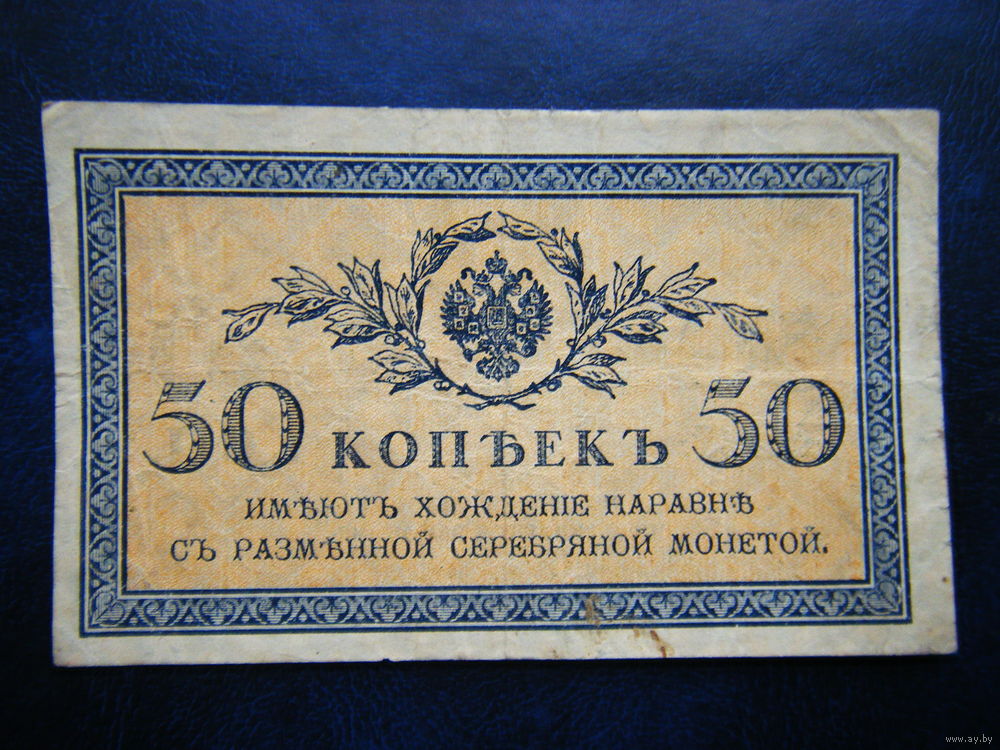 50 КОПѢЕКЪ 50
ИМѢЮТЪ ХОЖДЕНІЕ НАРАВНѢ
СЪ РАЗМѢННОЙ СЕРЕБРЯНОЙ МОНЕТОЙ.
www.ay.by